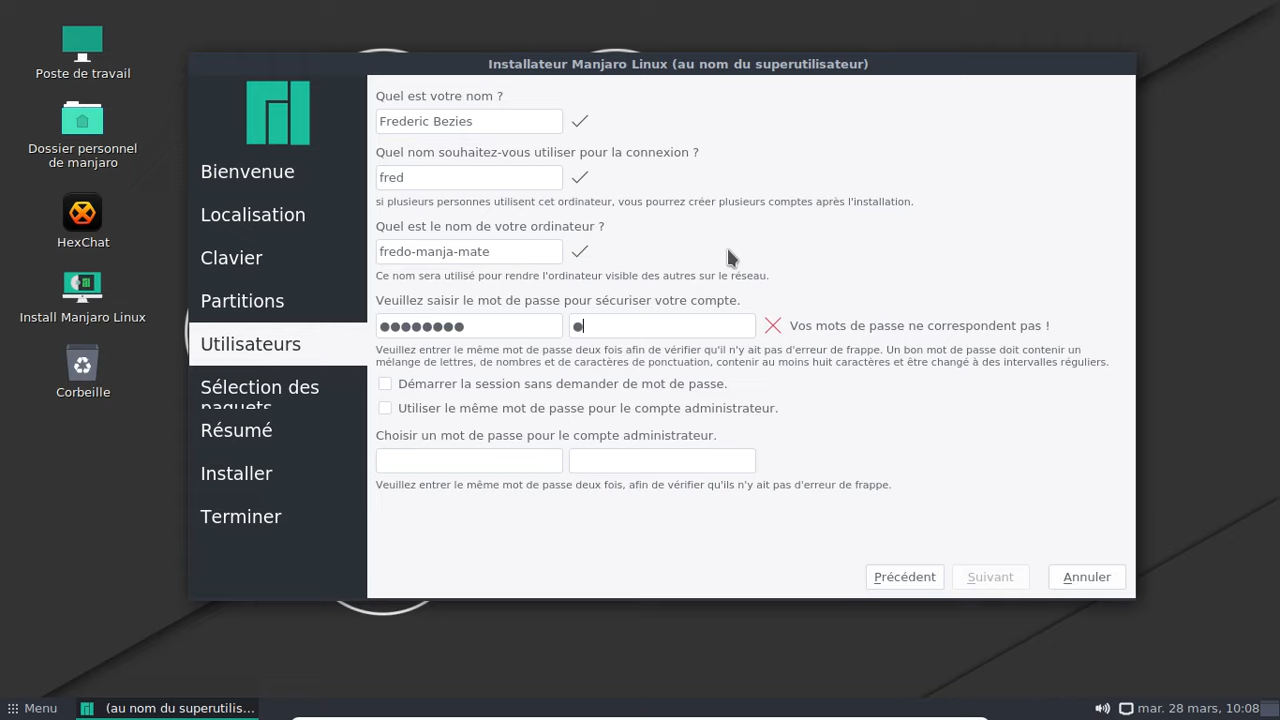 Poste de travail
Dossier personnel
de manjaro
HexChat
Install Manjaro Linux
Corbeille
Installateur Manjaro Linux (au nom du superutilisateur)
Bienvenue
Localisation
Clavier
Partitions
Utilisateurs
Sélection des
paquets
Résumé
Installer
Terminer
Quel est votre nom ?
Frederic Bezies
Quel nom souhaitez-vous utiliser pour la connexion ?
fred
si plusieurs personnes utilisent cet ordinateur, vous pourrez créer plusieurs comptes après l'installation.
Quel est le nom de votre ordinateur ?
fredo-manja-mate
Ce nom sera utilisé pour rendre l'ordinateur visible des autres sur le réseau.
Veuillez saisir le mot de passe pour sécuriser votre compte.
●●●●●●●● ● Vos mots de passe ne correspondent pas !
Veuillez entrer le même mot de passe deux fois afin de vérifier qu'il n'y ait pas d'erreur de frappe. Un bon mot de passe doit contenir un
mélange de lettres, de nombres et de caractères de ponctuation, contenir au moins huit caractères et être changé à des intervalles réguliers.
Démarrer la session sans demander de mot de passe.
Utiliser le même mot de passe pour le compte administrateur.
Choisir un mot de passe pour le compte administrateur.
Veuillez entrer le même mot de passe deux fois, afin de vérifier qu'ils n'y ait pas d'erreur de frappe.
Précédent Suivant Annuler
Menu (au nom du superutilis... mar. 28 mars, 10:08